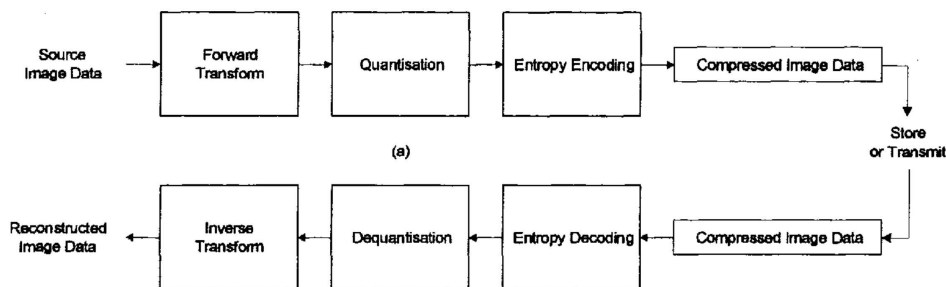 Source
Image Data
Forward
Transform
Quantisation
Entropy Encoding
Compressed Image Data
Store
or Transmit
(a)
Reconstructed
Image Data
Inverse
Transform
Dequantisation
Entropy Decoding
Compressed Image Data